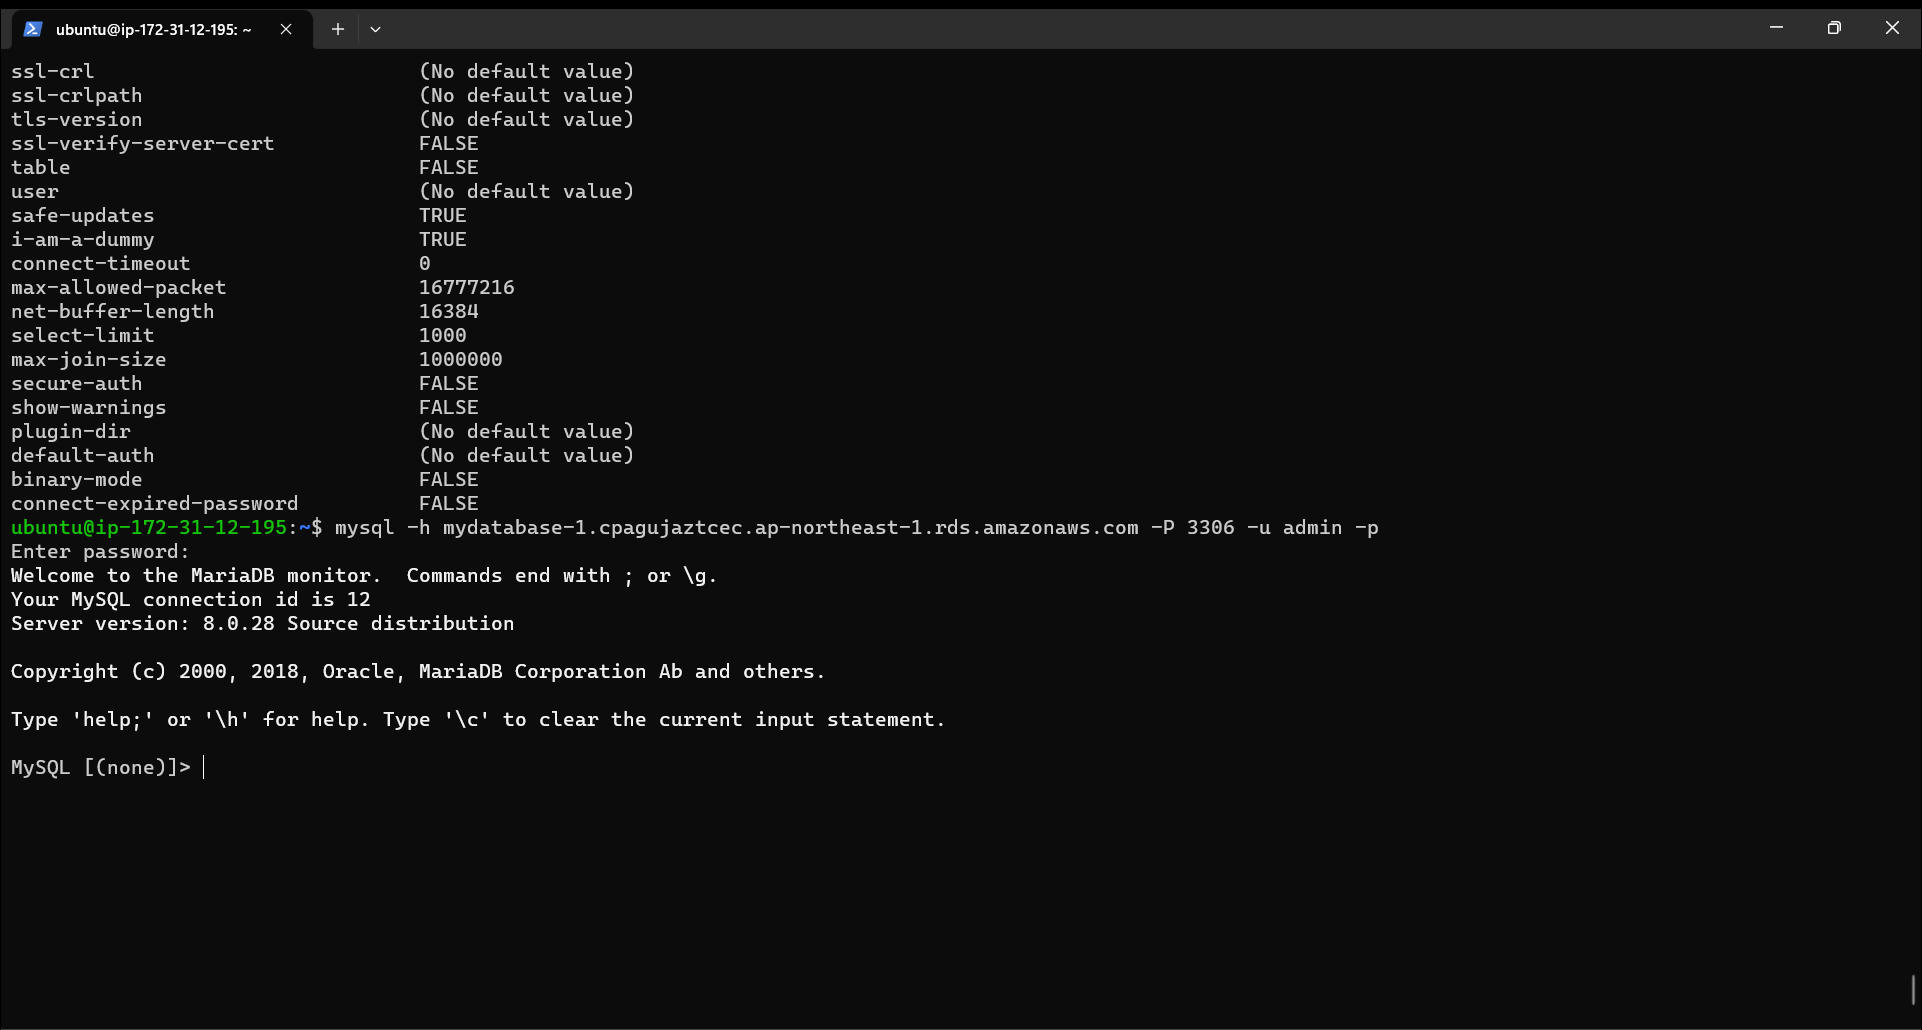 ubuntu@ip-172-31-12-195: ~
ssl-crl (No default value)
ssl-crlpath (No default value)
tls-version (No default value)
ssl-verify-server-cert FALSE
table FALSE
user (No default value)
safe-updates TRUE
i-am-a-dummy TRUE
connect-timeout 0
max-allowed-packet 16777216
net-buffer-length 16384
select-limit 1000
max-join-size 1000000
secure-auth FALSE
show-warnings FALSE
plugin-dir (No default value)
default-auth (No default value)
binary-mode FALSE
connect-expired-password FALSE
ubuntu@ip-172-31-12-195:~$ mysql -h mydatabase-1.cpagujaztcec.ap-northeast-1.rds.amazonaws.com -P 3306 -u admin -p
Enter password:
Welcome to the MariaDB monitor.  Commands end with ; or \g.
Your MySQL connection id is 12
Server version: 8.0.28 Source distribution
Copyright (c) 2000, 2018, Oracle, MariaDB Corporation Ab and others.
Type 'help;' or '\h' for help. Type '\c' to clear the current input statement.
MySQL [(none)]>